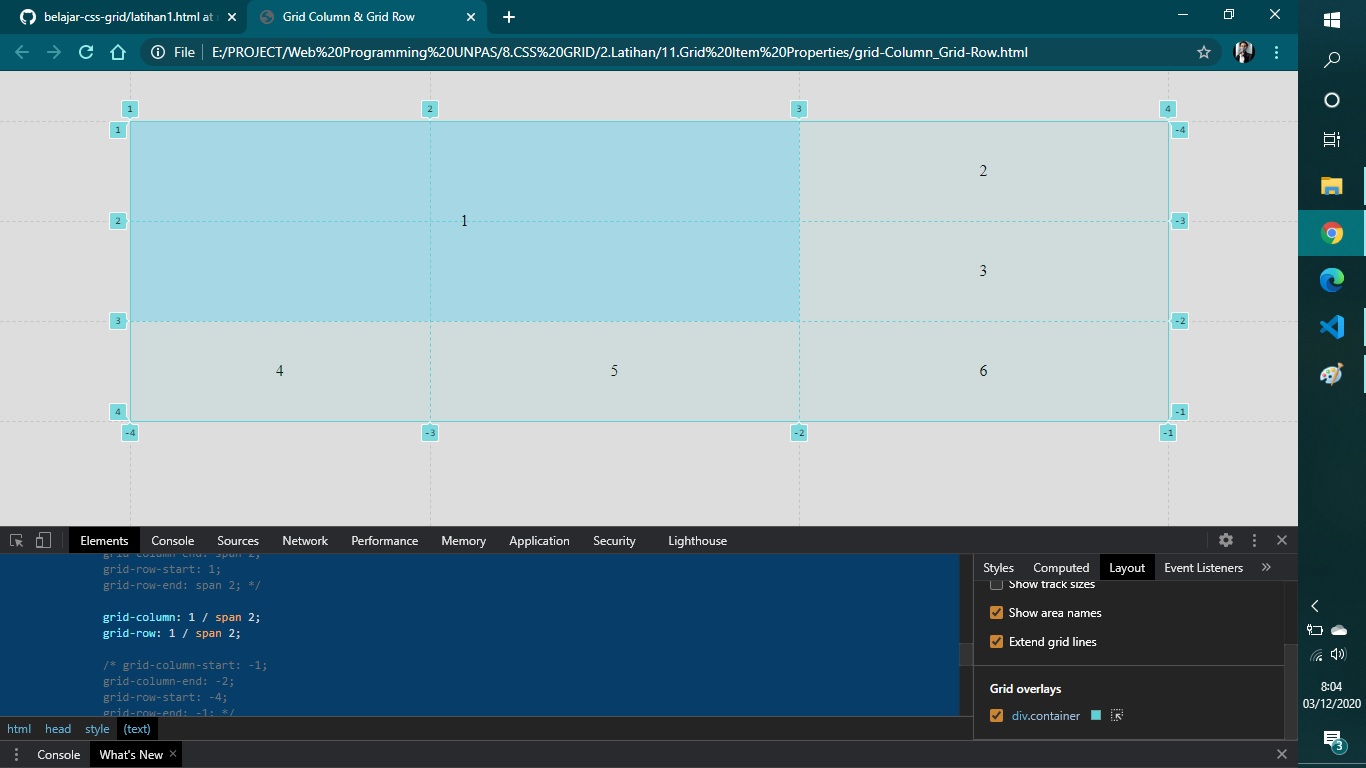 belajar-css-grid/latihan1.html at
Grid Column & Grid Row
File E:/PROJECT/Web%20Programming%20UNPAS/8.CSS%20GRID/2.Latihan/11.Grid%20Item%20Properties/grid-Column_Grid-Row.html
1 2 3 4
1 -4
2
2 1 -3
3
3 -2
4 5 6
4 -1
-4 -3 -2 -1
Elements Console Sources Network Performance Memory Application Security Lighthouse
grid-column-end: span 2;
grid-row-start: 1;
grid-row-end: span 2; */
grid-column: 1 / span 2;
grid-row: 1 / span 2;
/* grid-column-start: -1;
grid-column-end: -2;
grid-row-start: -4;
grid-row-end: -1; */
html head style (text)
Console What's New
Styles Computed Layout Event Listeners »
Show track sizes
Show area names
Extend grid lines
Grid overlays
div.container
8:04
03/12/2020
3